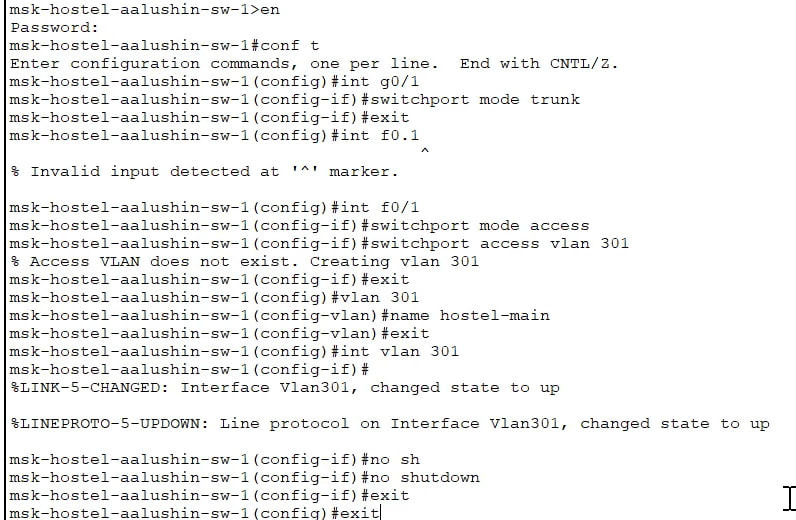 msk-hostel-aalushin-sw-1>en
Password:
msk-hostel-aalushin-sw-1#conf t
Enter configuration commands, one per line.  End with CNTL/Z.
msk-hostel-aalushin-sw-1(config)#int g0/1
msk-hostel-aalushin-sw-1(config-if)#switchport mode trunk
msk-hostel-aalushin-sw-1(config-if)#exit
msk-hostel-aalushin-sw-1(config)#int f0.1
^
% Invalid input detected at '^' marker.
msk-hostel-aalushin-sw-1(config)#int f0/1
msk-hostel-aalushin-sw-1(config-if)#switchport mode access
msk-hostel-aalushin-sw-1(config-if)#switchport access vlan 301
% Access VLAN does not exist. Creating vlan 301
msk-hostel-aalushin-sw-1(config-if)#exit
msk-hostel-aalushin-sw-1(config)#vlan 301
msk-hostel-aalushin-sw-1(config-vlan)#name hostel-main
msk-hostel-aalushin-sw-1(config-vlan)#exit
msk-hostel-aalushin-sw-1(config)#int vlan 301
msk-hostel-aalushin-sw-1(config-if)#
%LINK-5-CHANGED: Interface Vlan301, changed state to up
%LINEPROTO-5-UPDOWN: Line protocol on Interface Vlan301, changed state to up
msk-hostel-aalushin-sw-1(config-if)#no sh
msk-hostel-aalushin-sw-1(config-if)#no shutdown
msk-hostel-aalushin-sw-1(config-if)#exit
msk-hostel-aalushin-sw-1(config)#exit